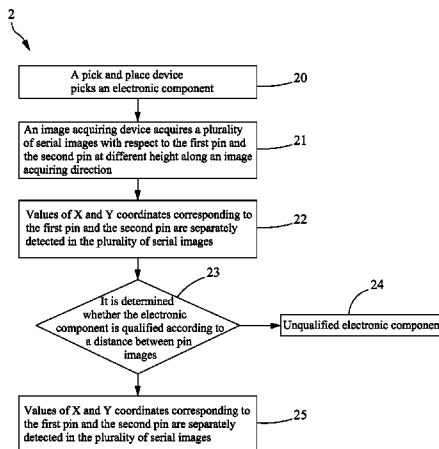 2
A pick and place device
picks an electronic component
20
An image acquiring device acquires a plurality
of serial images with respect to the first pin and
the second pin at different height along an image
acquiring direction
21
Values of X and Y coordinates corresponding to
the first pin and the second pin are separately
detected in the plurality of serial images
22
23
It is determined
whether the electronic
component is qualified according to
a distance between pin
images
24
Unqualified electronic component
Values of X and Y coordinates corresponding to
the first pin and the second pin are separately
detected in the plurality of serial images
25